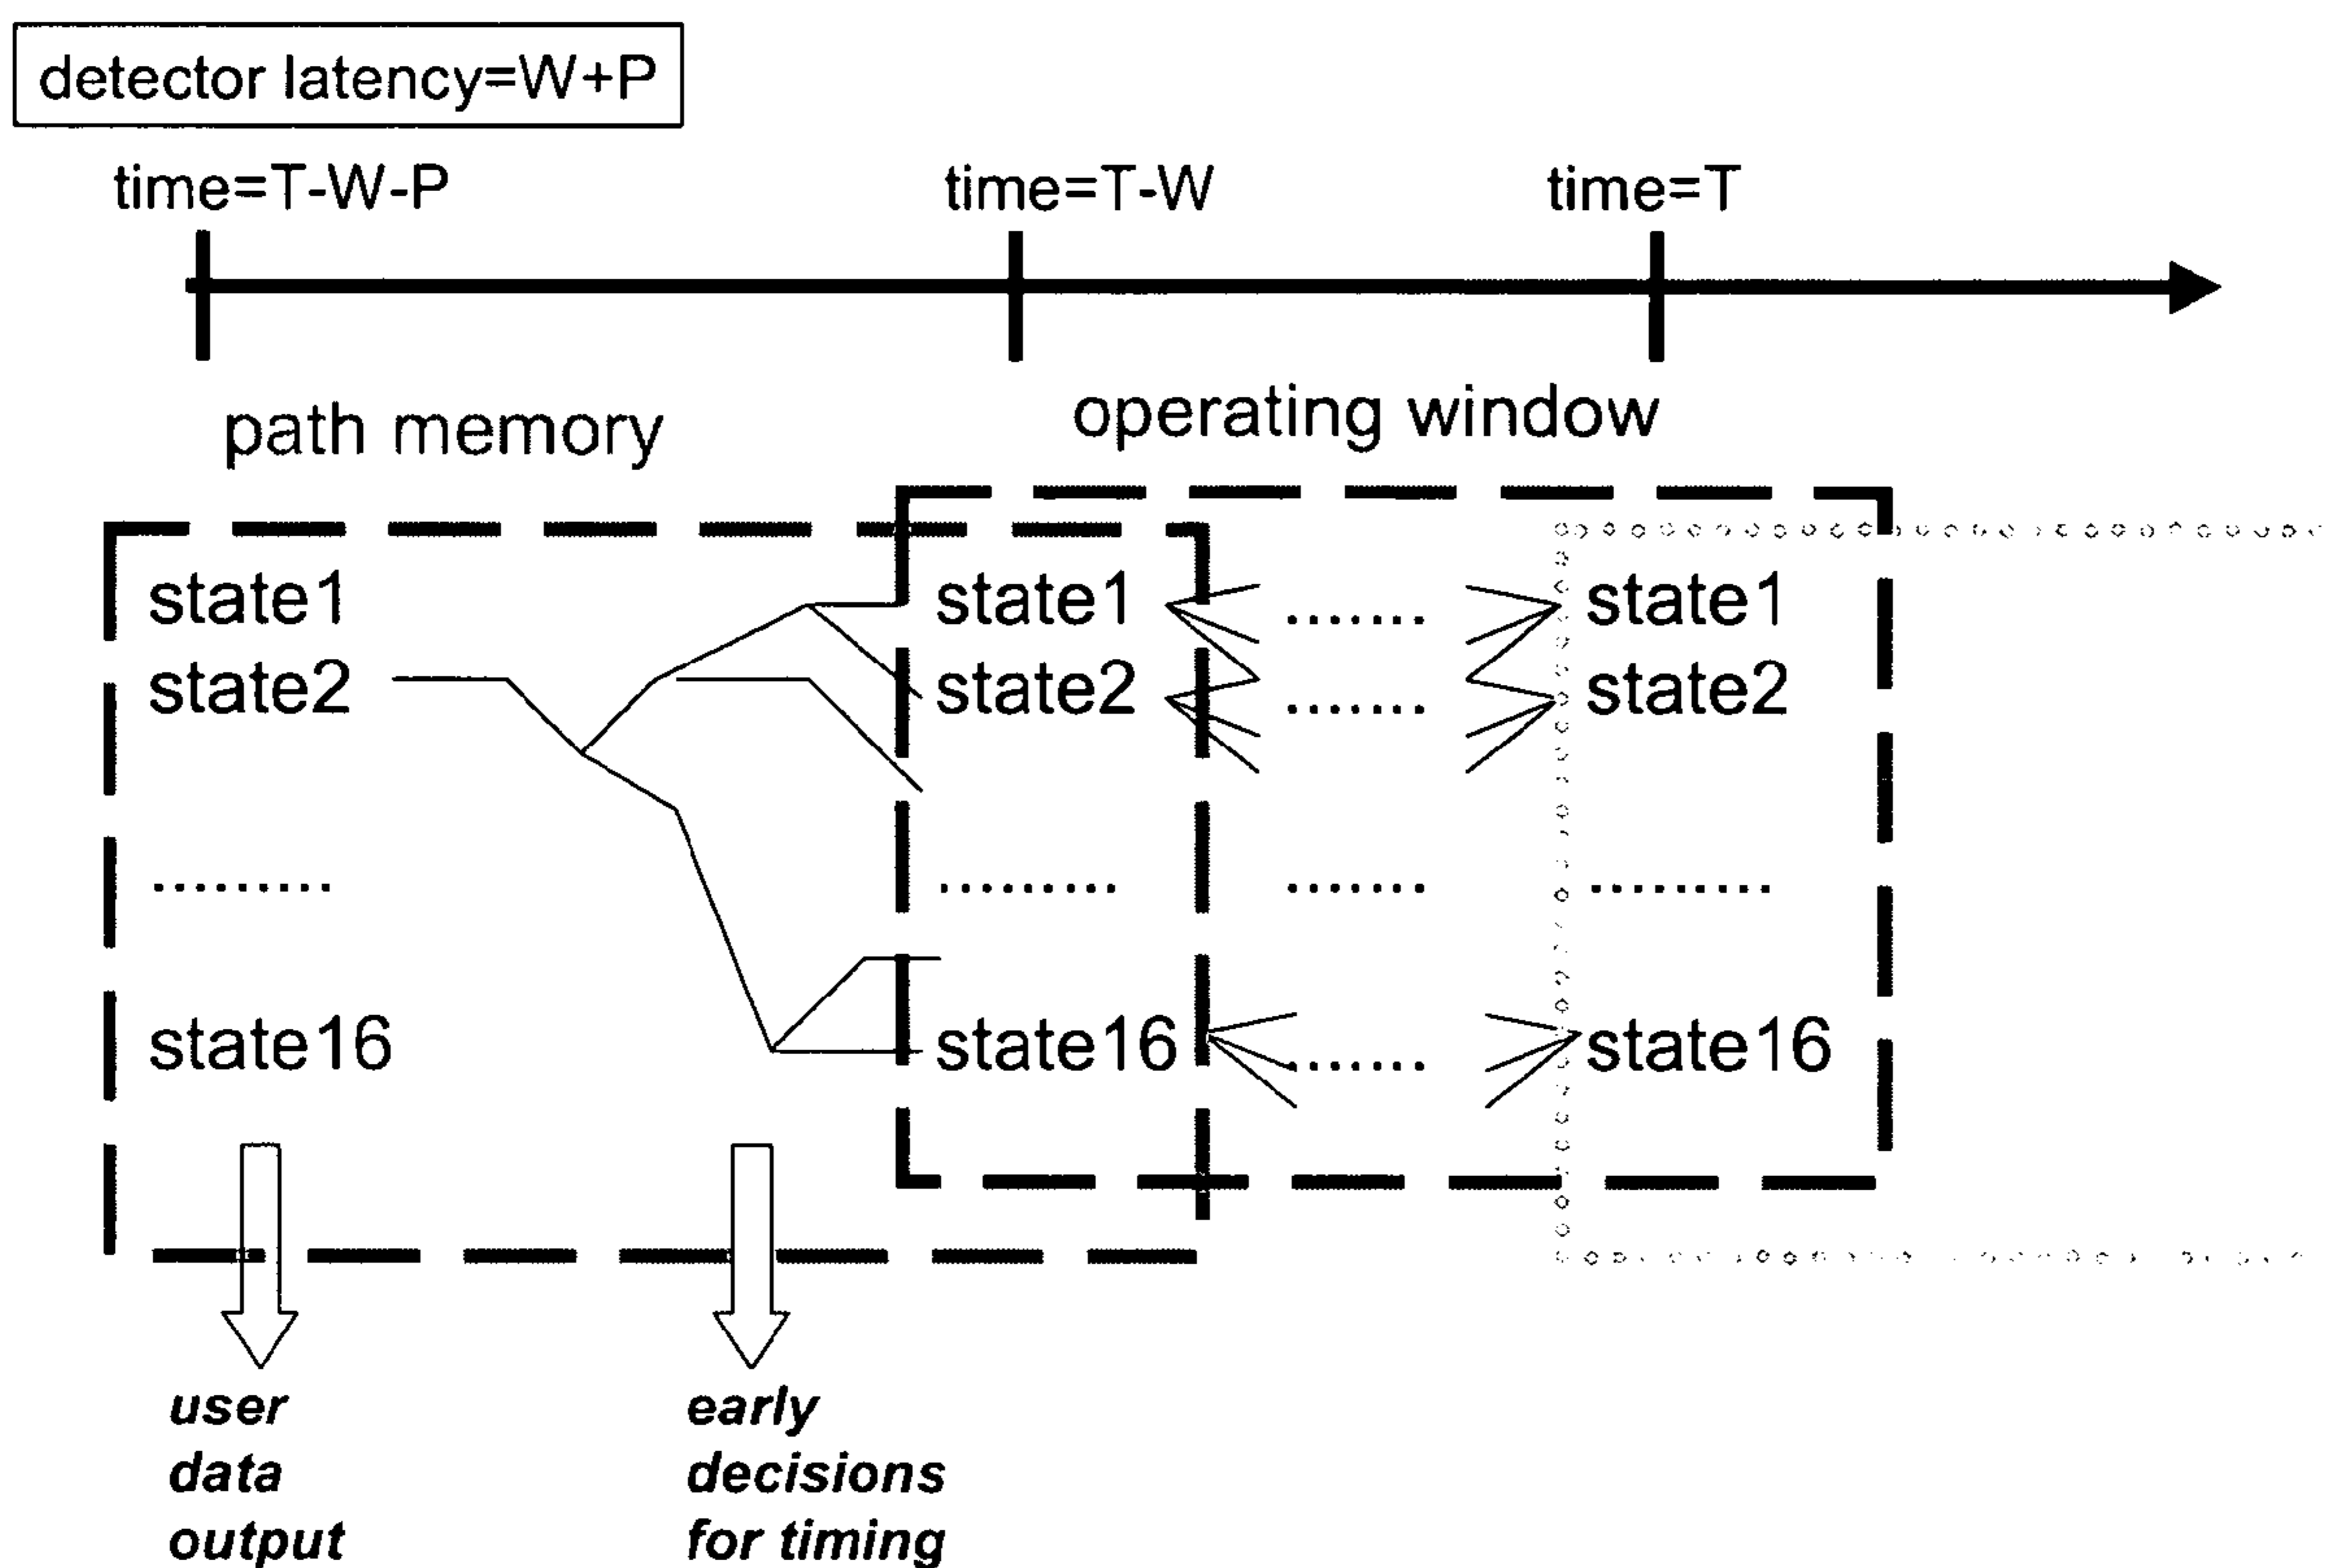 detector latency=W+P
time=T-W-P
time=T-W
time=T
path memory
operating window
state1
state1
.......
state1
state2
state2
.......
state2
.........
.........
.......
.........
state16
state16
.......
state16
user
data
output
early
decisions
for timing